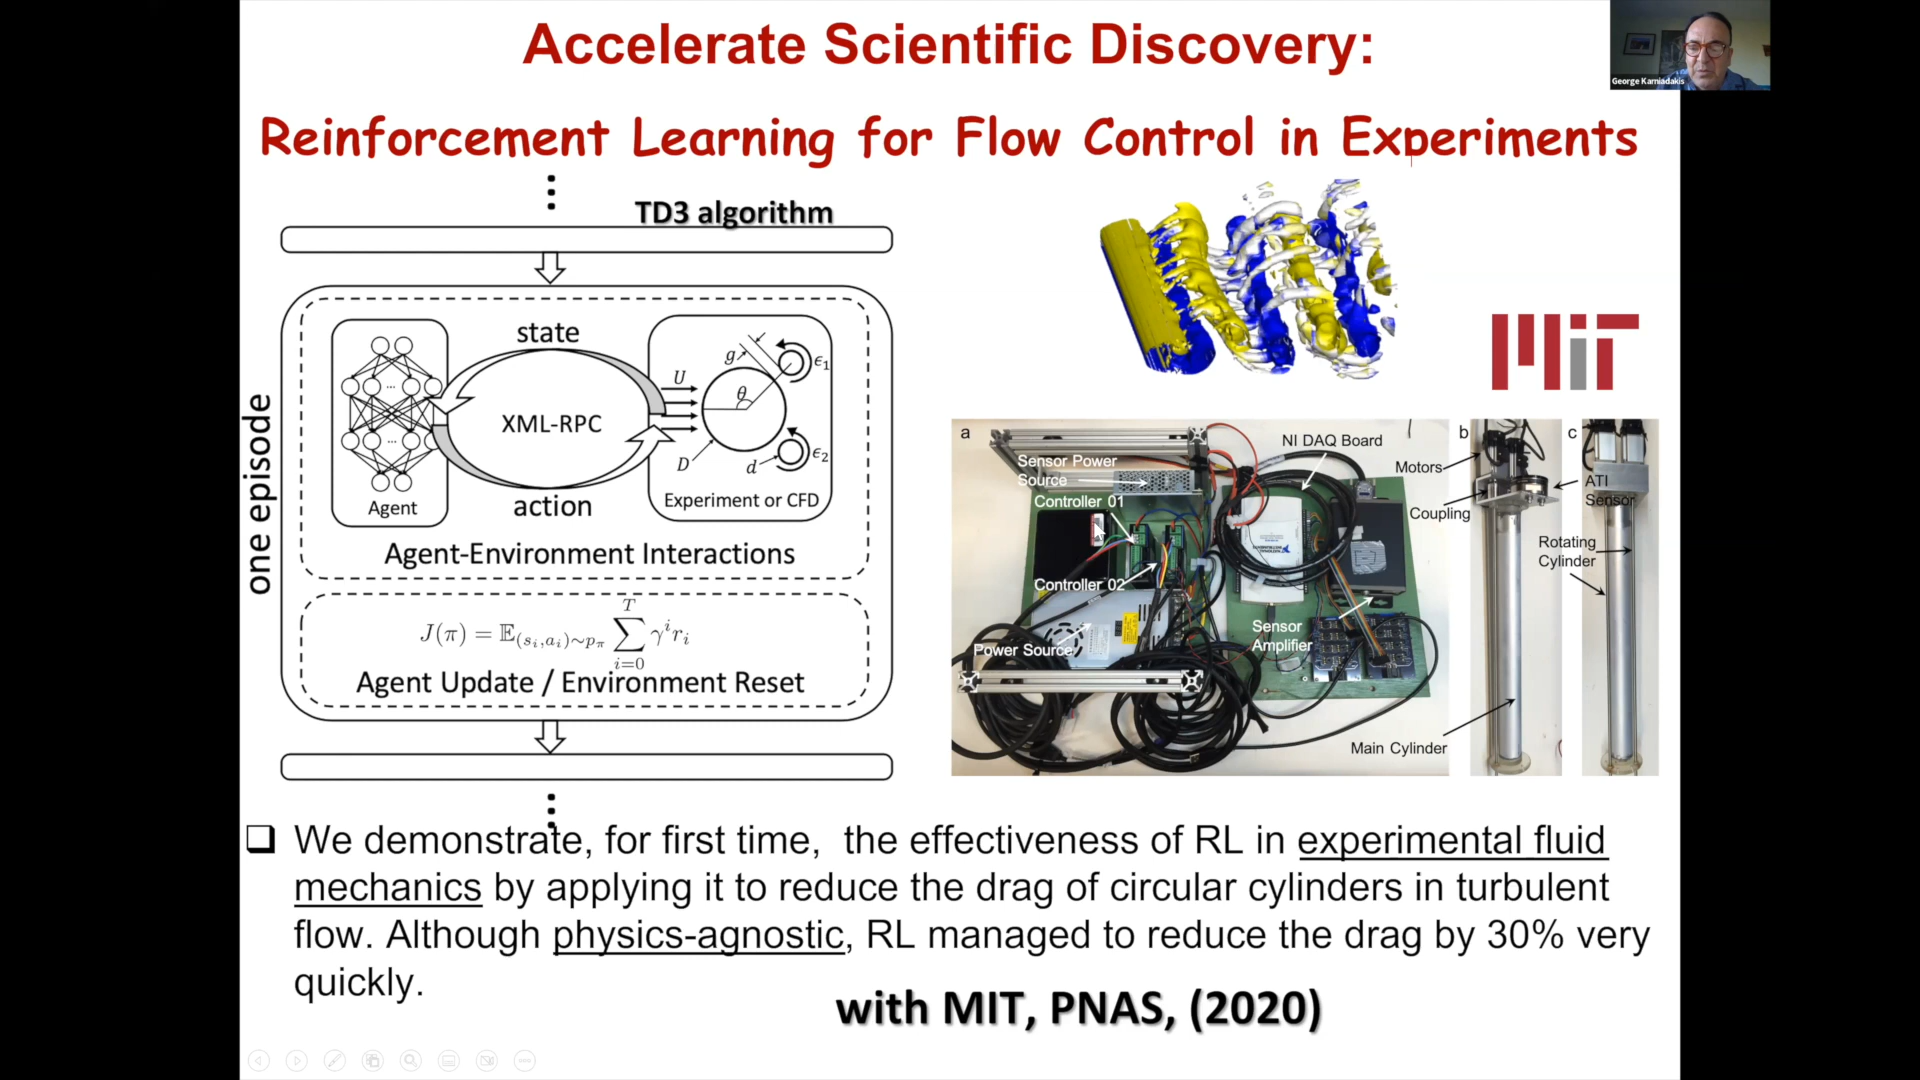 Accelerate Scientific Discovery:
George Karniadakis
Reinforcement Learning for Flow Control in Experiments
TD3 algorithm
one episode
state
XML-RPC
action
Agent
U
g
θ
ϵ1
ϵ2
D
d
Experiment or CFD
Agent-Environment Interactions
J(π) = 𝔼(si,ai)∼pπ ∑ i=0 T γ^i ri
Agent Update / Environment Reset
MIT
a
NI DAQ Board
Sensor Power
Source
Controller 01
Controller 02
Power Source
Sensor
Amplifier
b
Motors
Coupling
Main Cylinder
c
ATI
Sensor
Rotating
Cylinder
❑ We demonstrate, for first time, the effectiveness of RL in experimental fluid
mechanics by applying it to reduce the drag of circular cylinders in turbulent
flow. Although physics-agnostic, RL managed to reduce the drag by 30% very
quickly.
with MIT, PNAS, (2020)